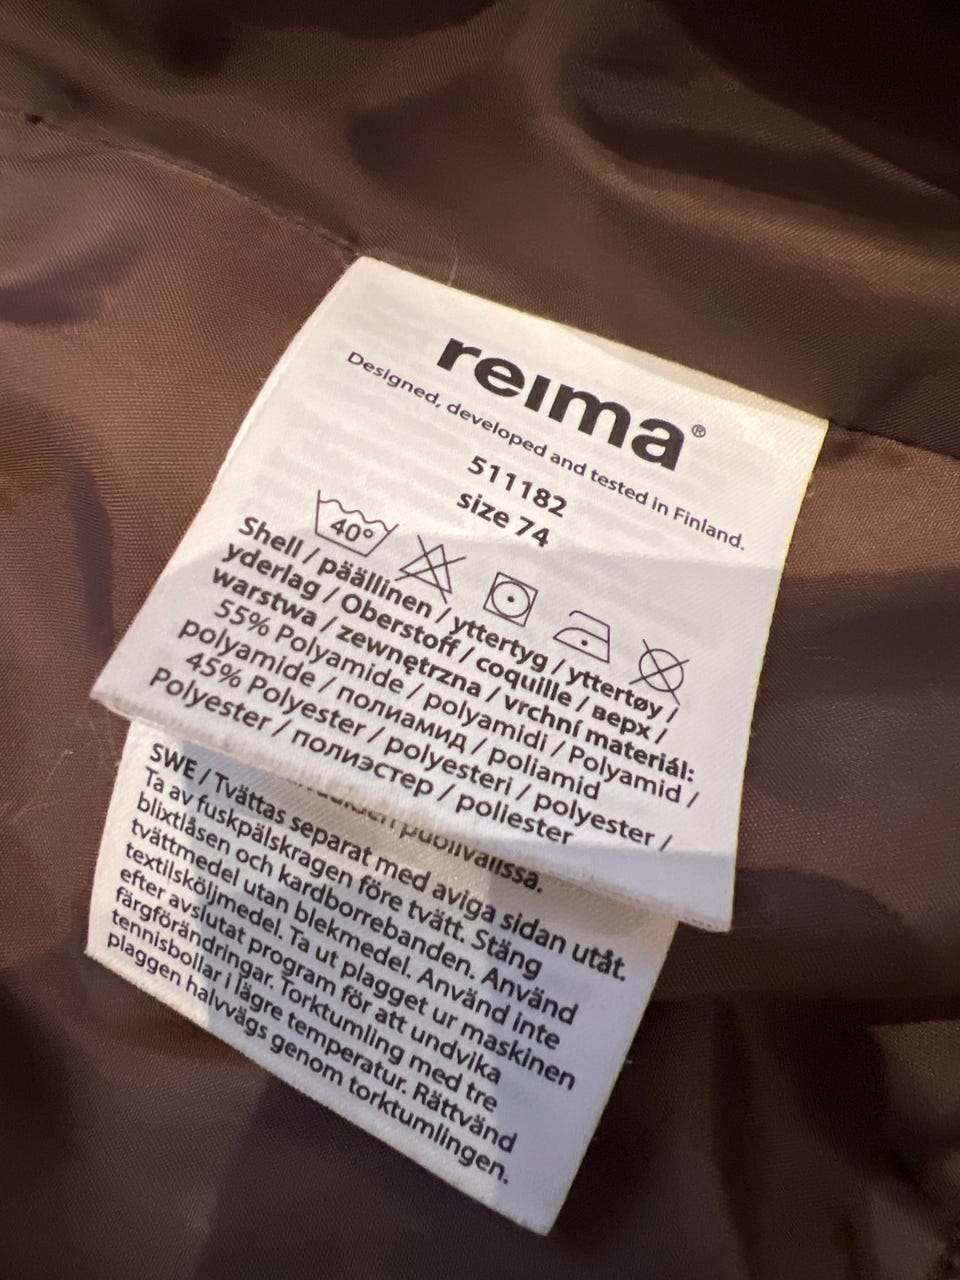 reima®
Designed, developed and tested in Finland.
511182
size 74
40°
Shell / päällinen / yttertyg / yttertøy /
yderlag / Oberstoff / coquille / верх /
warstwa / zewnętrzna / vrchní materiál:
55% Polyamide / polyamidi / Polyamid /
polyamide / полиамид / poliamid
45% Polyester / polyesteri / polyester /
Polyester / полиэстер / poliester
puolivälissä.
SWE / Tvättas separat med aviga sidan utåt.
Ta av fuskpälskragen före tvätt. Stäng
blixtlåsen och kardborrebanden. Använd
tvättmedel utan blekmedel. Använd inte
textilsköljmedel. Ta ut plagget ur maskinen
efter avslutat program för att undvika
färgförändringar. Torktumling med tre
tennisbollar i lägre temperatur. Rättvänd
plaggen halvvägs genom torktumlingen.